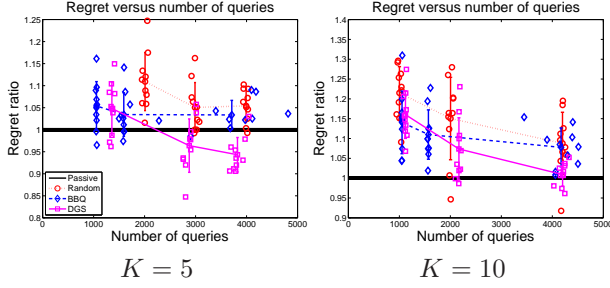 Regret versus number of queries
Regret ratio
1.25
1.2
1.15
1.1
1.05
1
0.95
0.9
0.85
0.8
Passive
Random
BBQ
DGS
0 1000 2000 3000 4000 5000
Number of queries
K = 5
Regret versus number of queries
Regret ratio
1.4
1.35
1.3
1.25
1.2
1.15
1.1
1.05
1
0.95
0.9
0 1000 2000 3000 4000 5000
Number of queries
K = 10